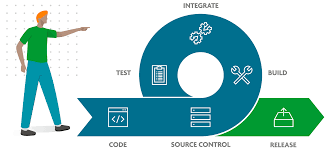 INTEGRATE
TEST
BUILD
CODE
SOURCE CONTROL
RELEASE